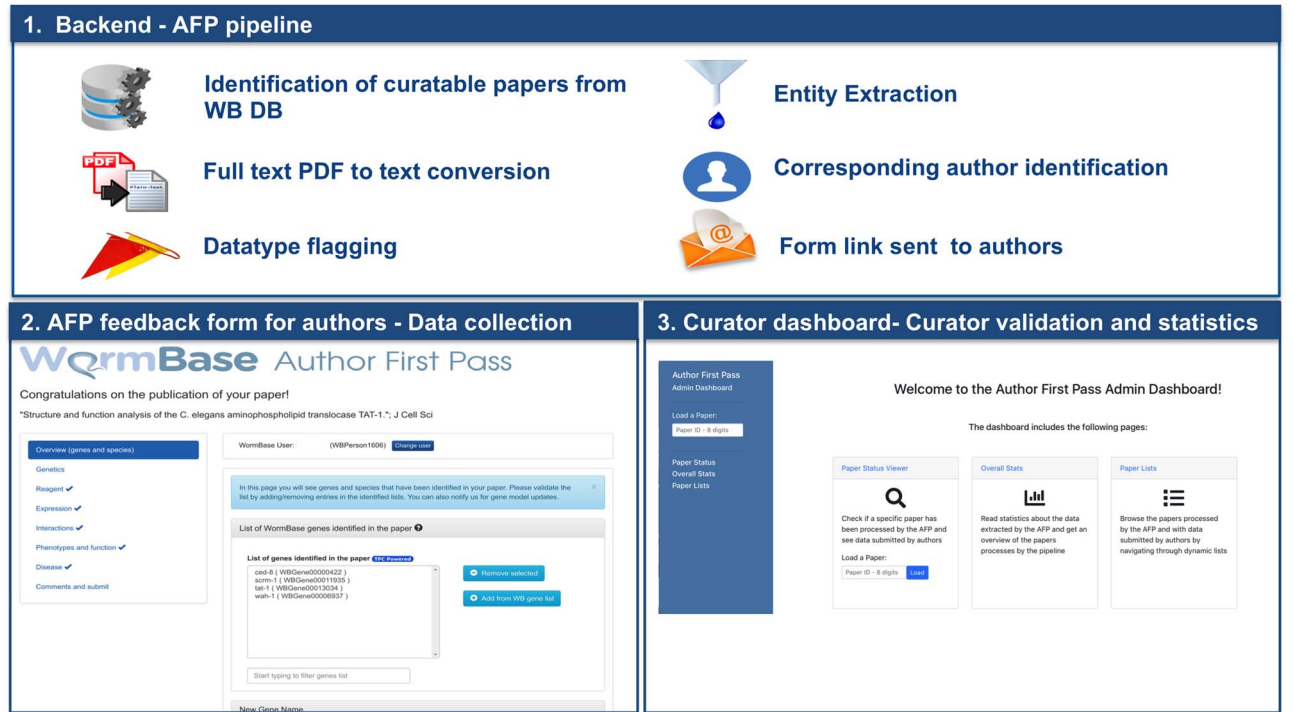 1. Backend - AFP pipeline
Identification of curatable papers from
WB DB
PDF
Plain-text
Full text PDF to text conversion
Datatype flagging
Entity Extraction
Corresponding author identification
@
Form link sent to authors
2. AFP feedback form for authors - Data collection
WormBase Author First Pass
Congratulations on the publication of your paper!
"Structure and function analysis of the C. elegans aminophospholipid translocase TAT-1."; J Cell Sci
Overview (genes and species)
Genetics
Reagent ✔
Expression ✔
Interactions ✔
Phenotypes and function ✔
Disease ✔
Comments and submit
WormBase User: (WBPerson1606) Change user
In this page you will see genes and species that have been identified in your paper. Please validate the ×
list by adding/removing entries in the identified lists. You can also notify us for gene model updates.
List of WormBase genes identified in the paper ?
List of genes identified in the paper TPC Powered
ced-8 ( WBGene00000422 )
scrm-1 ( WBGene00011935 )
tat-1 ( WBGene00013034 )
wah-1 ( WBGene00006937 )
Remove selected
Add from WB gene list
Start typing to filter genes list
New Gene Name
3. Curator dashboard- Curator validation and statistics
Author First Pass
Admin Dashboard
Load a Paper:
Paper ID - 8 digits
Paper Status
Overall Stats
Paper Lists
Welcome to the Author First Pass Admin Dashboard!
The dashboard includes the following pages:
Paper Status Viewer
Check if a specific paper has
been processed by the AFP and
see data submitted by authors
Load a Paper:
Paper ID - 8 digits Load
Overall Stats
Read statistics about the data
extracted by the AFP and get an
overview of the papers
processes by the pipeline
Paper Lists
Browse the papers processed
by the AFP and with data
submitted by authors by
navigating through dynamic lists